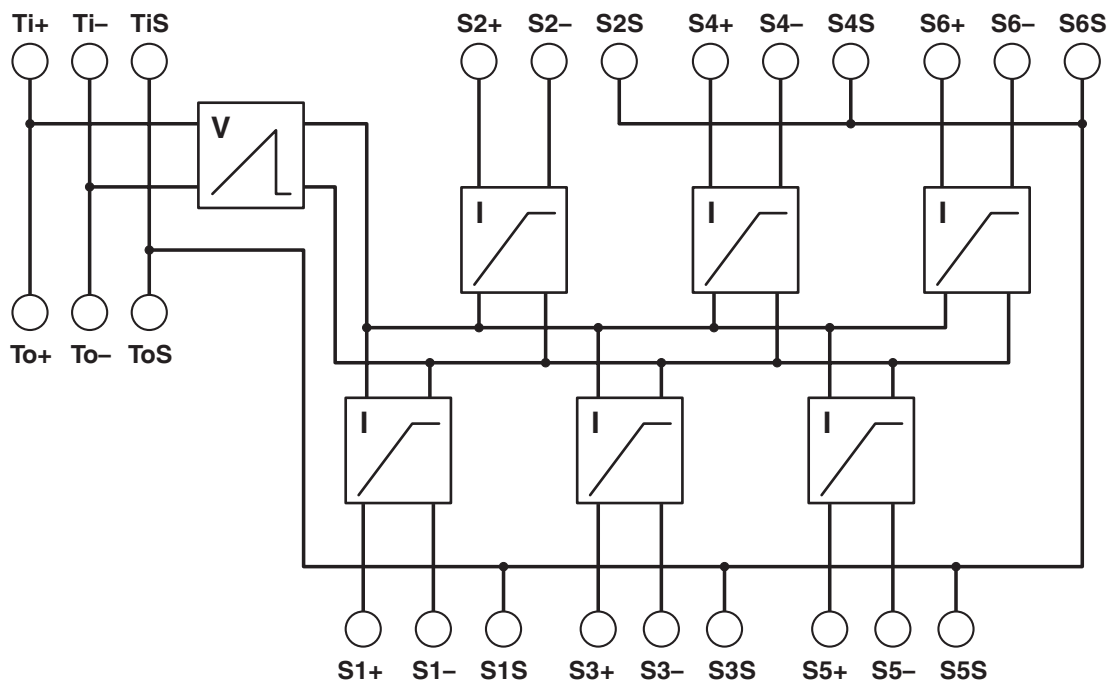 Ti+ Ti– TiS S2+ S2– S2S S4+ S4– S4S S6+ S6– S6S
V
I I I
To+ To– ToS
I I I
S1+ S1– S1S S3+ S3– S3S S5+ S5– S5S